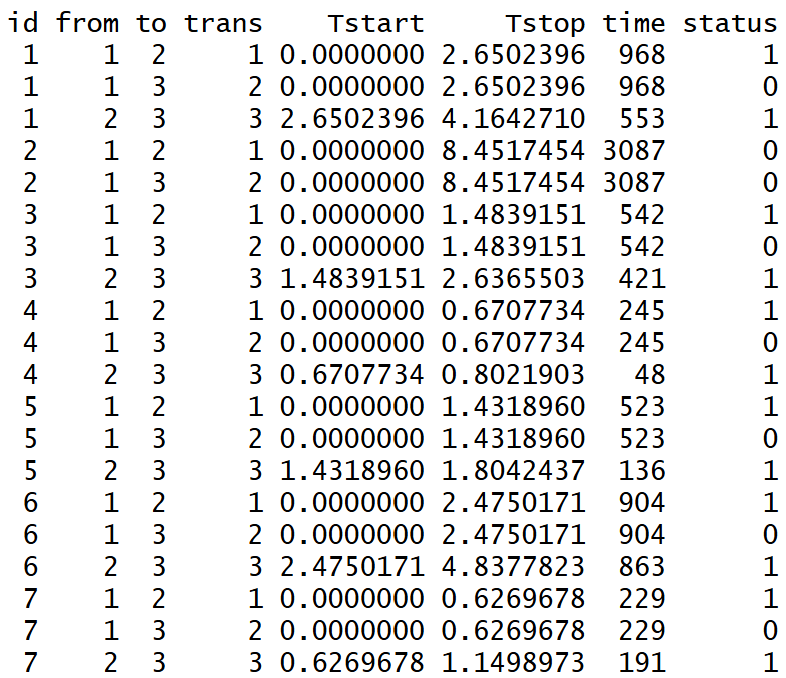 id from to trans Tstart Tstop time status
1 1 2 1 0.0000000 2.6502396 968 1
1 1 3 2 0.0000000 2.6502396 968 0
1 2 3 3 2.6502396 4.1642710 553 1
2 1 2 1 0.0000000 8.4517454 3087 0
2 1 3 2 0.0000000 8.4517454 3087 0
3 1 2 1 0.0000000 1.4839151 542 1
3 1 3 2 0.0000000 1.4839151 542 0
3 2 3 3 1.4839151 2.6365503 421 1
4 1 2 1 0.0000000 0.6707734 245 1
4 1 3 2 0.0000000 0.6707734 245 0
4 2 3 3 0.6707734 0.8021903 48 1
5 1 2 1 0.0000000 1.4318960 523 1
5 1 3 2 0.0000000 1.4318960 523 0
5 2 3 3 1.4318960 1.8042437 136 1
6 1 2 1 0.0000000 2.4750171 904 1
6 1 3 2 0.0000000 2.4750171 904 0
6 2 3 3 2.4750171 4.8377823 863 1
7 1 2 1 0.0000000 0.6269678 229 1
7 1 3 2 0.0000000 0.6269678 229 0
7 2 3 3 0.6269678 1.1498973 191 1